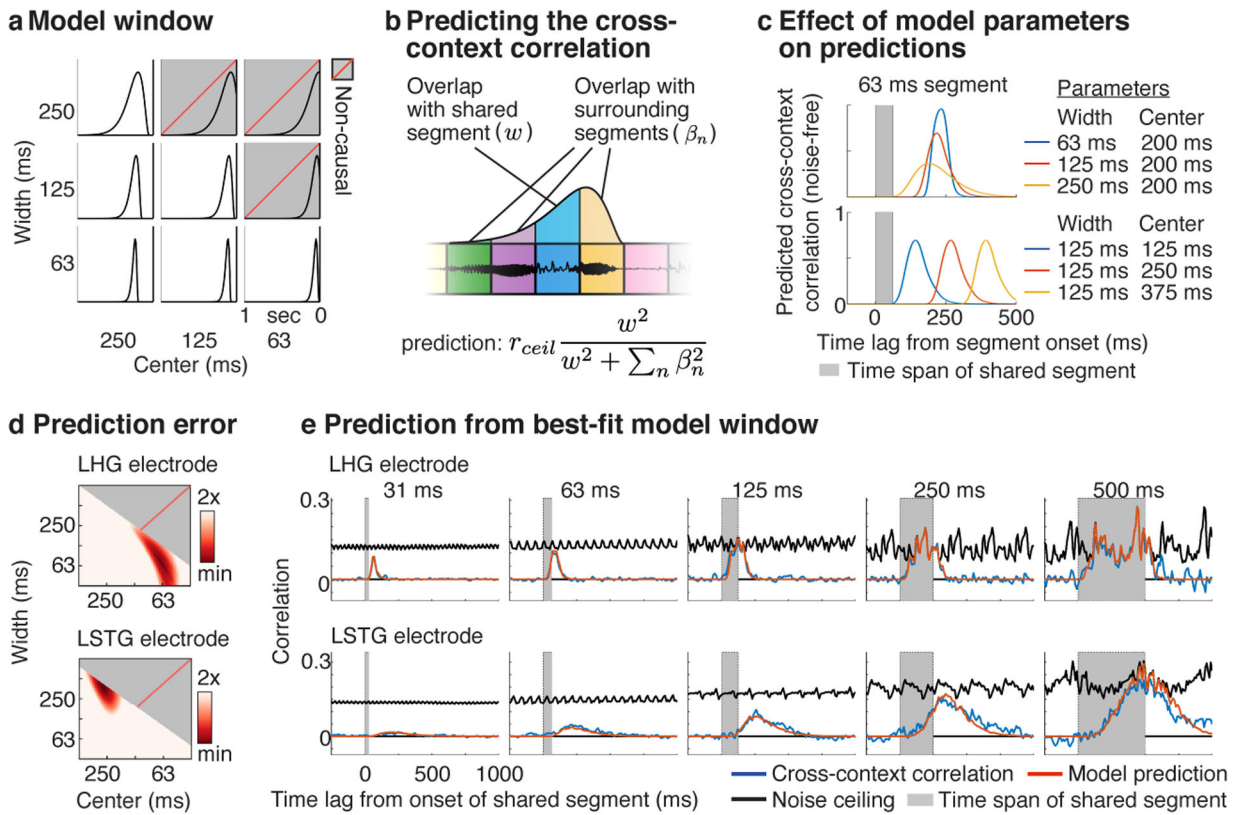 a Model window
Width (ms)
250
125
63
Non-causal
1 sec 0
250 125 63
Center (ms)
b Predicting the cross-
context correlation
Overlap
with shared
segment (w)
Overlap with
surrounding
segments (βn)
prediction: r_ceil w² / (w² + ∑n βn²)
c Effect of model parameters
on predictions
63 ms segment
Predicted cross-context
correlation (noise-free)
Parameters
Width Center
63 ms 200 ms
125 ms 200 ms
250 ms 200 ms
1
0
Width Center
125 ms 125 ms
125 ms 250 ms
125 ms 375 ms
0 250 500
Time lag from segment onset (ms)
Time span of shared segment
d Prediction error
LHG electrode
2x
min
250
63
250 63
LSTG electrode
2x
min
250
63
250 63
Width (ms)
Center (ms)
e Prediction from best-fit model window
LHG electrode
31 ms 63 ms 125 ms 250 ms 500 ms
0.3
0
Correlation
LSTG electrode
0.3
0
0 500 1000
Time lag from onset of shared segment (ms)
Cross-context correlation Model prediction
Noise ceiling Time span of shared segment